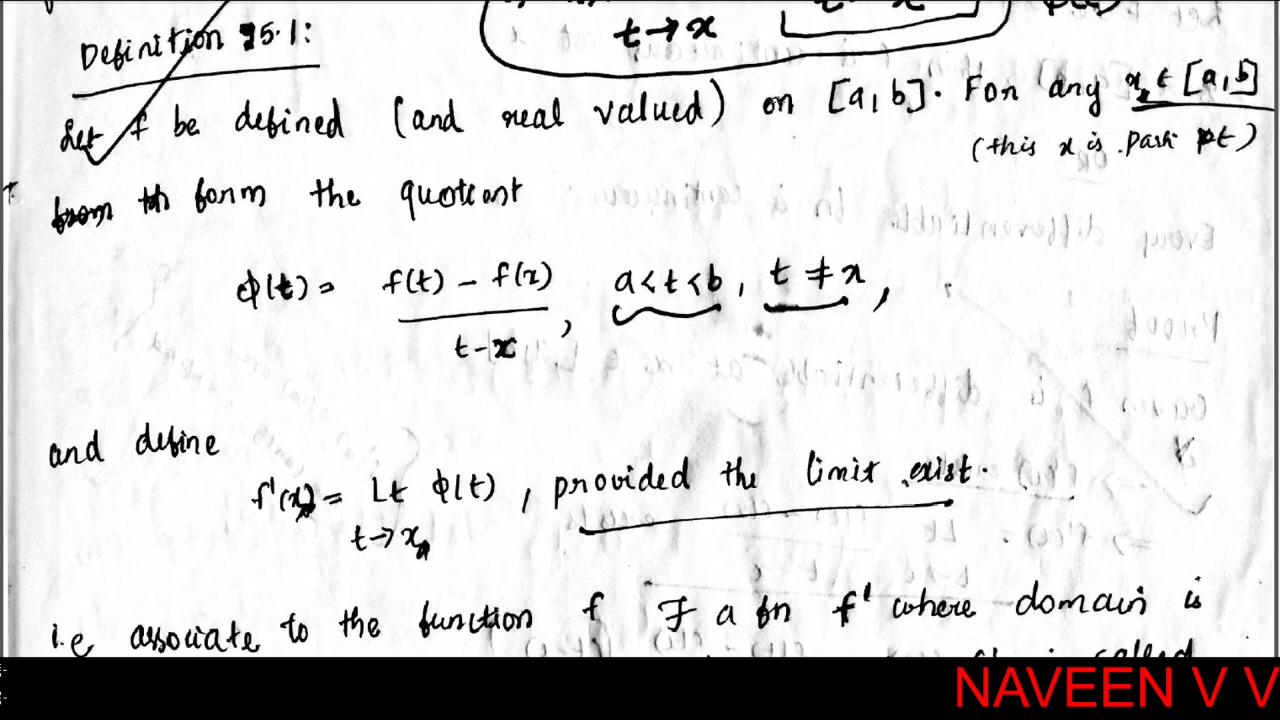 t→x
Definition 5.1:
Let f be defined (and real valued) on [a,b]. For any x ∈ [a,b]
(this x is pt)
form the quotient
φ(t) = f(t) - f(x) / t - x, a<t<b, t ≠ x,
and define
f'(x) = Lt φ(t), provided the limit exist.
t→x
i.e associate to the function f ∃ a fn f' where domain is
called
NAVEEN V V